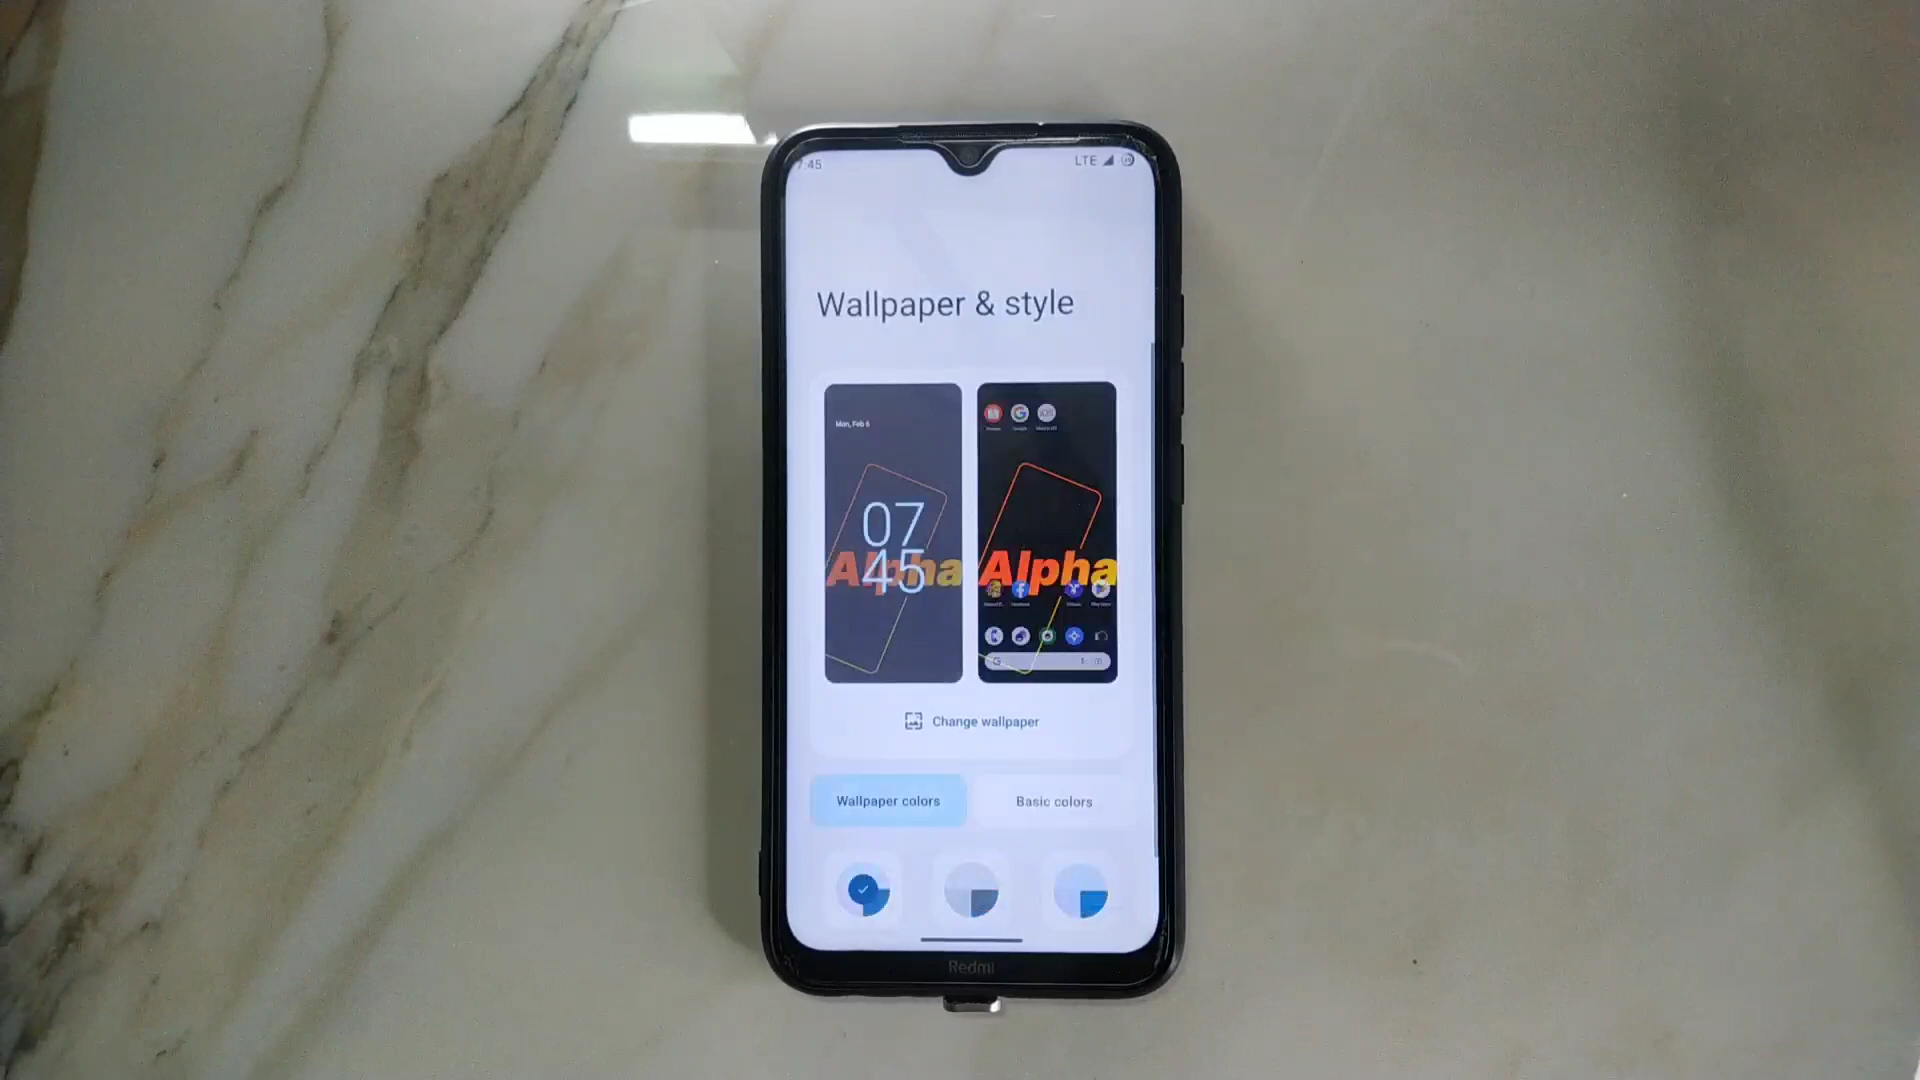 7:45
LTE
Wallpaper & style
Mon, Feb 6
07
45
Alpha
Alpha
Facebook
Change wallpaper
Wallpaper colors
Basic colors
Redmi